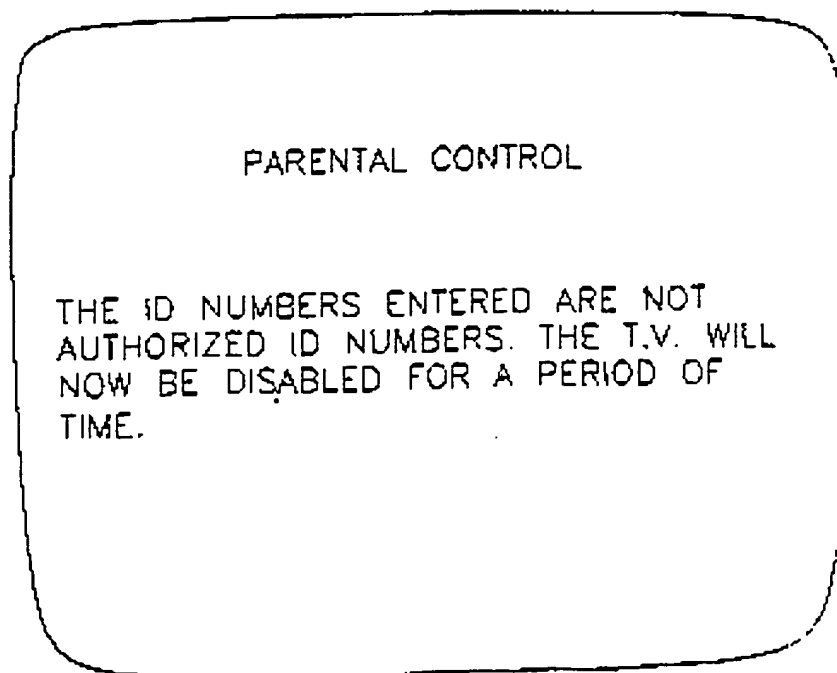 PARENTAL CONTROL
THE ID NUMBERS ENTERED ARE NOT
AUTHORIZED ID NUMBERS. THE T.V. WILL
NOW BE DISABLED FOR A PERIOD OF
TIME.